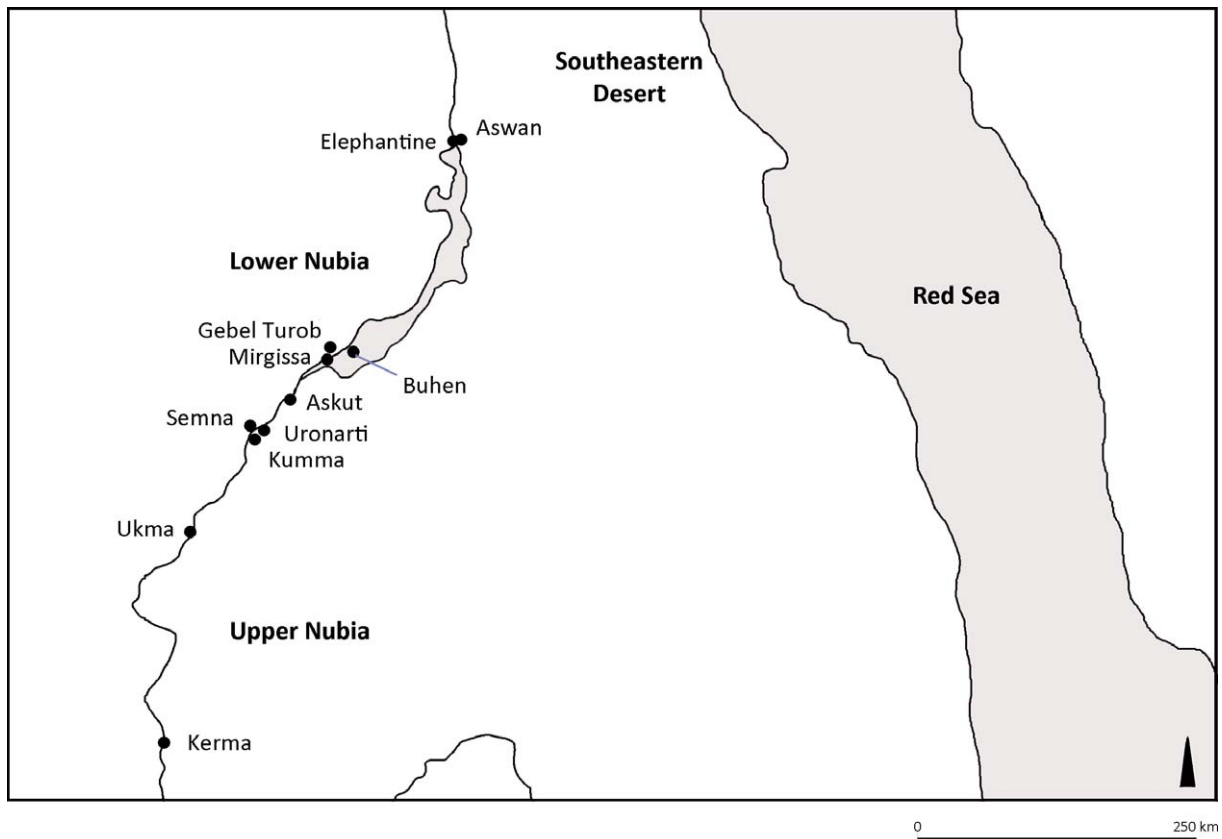 Southeastern
Desert
Elephantine
Aswan
Lower Nubia
Red Sea
Gebel Turob
Mirgissa
Buhen
Askut
Semna
Uronarti
Kumma
Ukma
Upper Nubia
Kerma
0
250 km